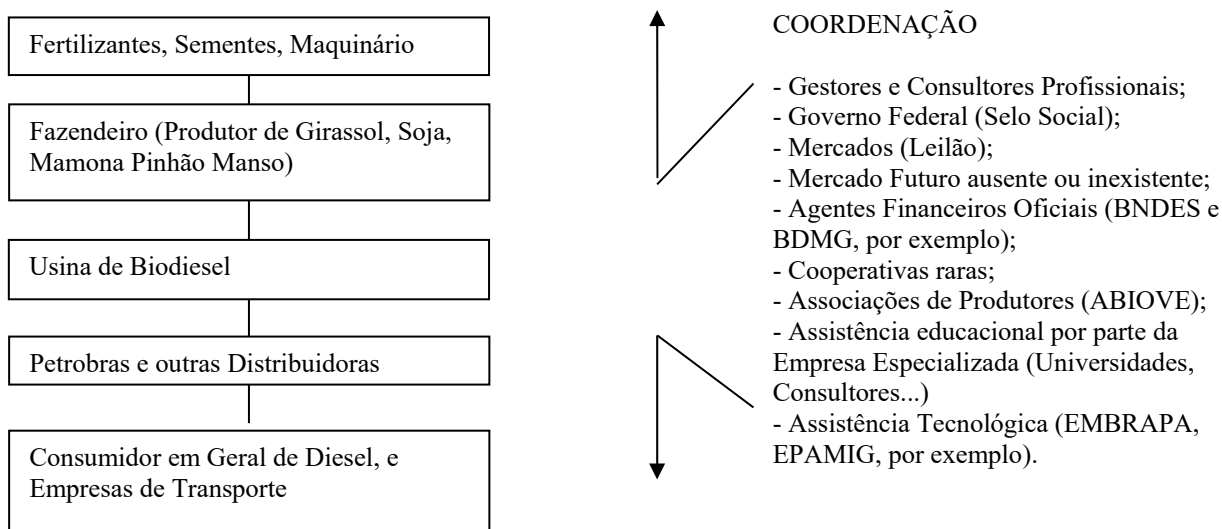 Fertilizantes, Sementes, Maquinário
Fazendeiro (Produtor de Girassol, Soja,
Mamona Pinhão Manso)
Usina de Biodiesel
Petrobras e outras Distribuidoras
Consumidor em Geral de Diesel, e
Empresas de Transporte
COORDENAÇÃO
- Gestores e Consultores Profissionais;
- Governo Federal (Selo Social);
- Mercados (Leilão);
- Mercado Futuro ausente ou inexistente;
- Agentes Financeiros Oficiais (BNDES e
BDMG, por exemplo);
- Cooperativas raras;
- Associações de Produtores (ABIOVE);
- Assistência educacional por parte da
Empresa Especializada (Universidades,
Consultores...)
- Assistência Tecnológica (EMBRAPA,
EPAMIG, por exemplo).